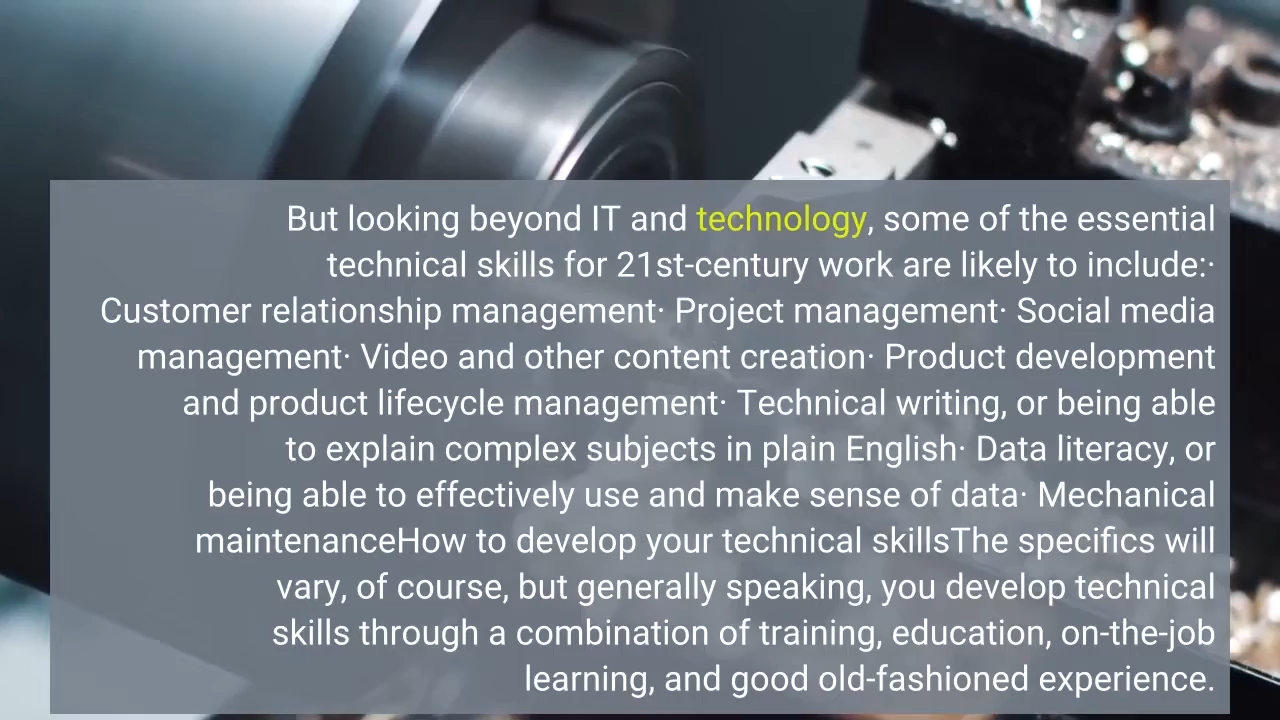 But looking beyond IT and technology, some of the essential
technical skills for 21st-century work are likely to include:·
Customer relationship management· Project management· Social media
management· Video and other content creation· Product development
and product lifecycle management· Technical writing, or being able
to explain complex subjects in plain English· Data literacy, or
being able to effectively use and make sense of data· Mechanical
maintenanceHow to develop your technical skillsThe specifics will
vary, of course, but generally speaking, you develop technical
skills through a combination of training, education, on-the-job
learning, and good old-fashioned experience.